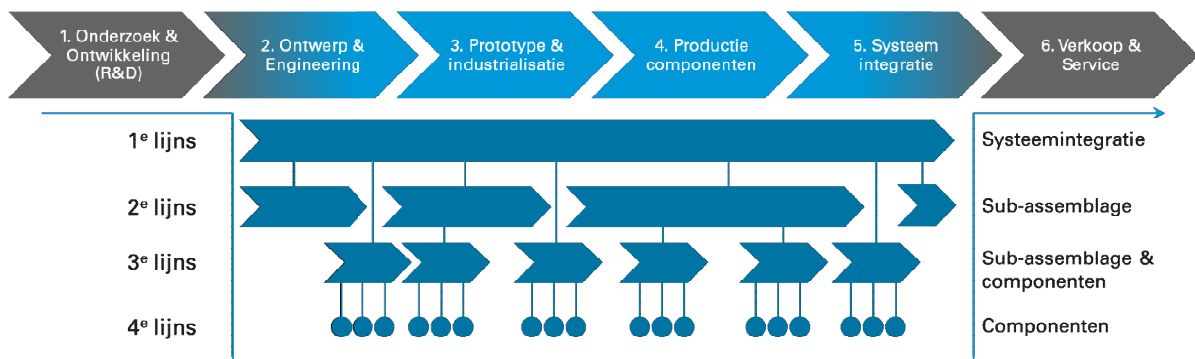 1. Onderzoek &
Ontwikkeling
(R&D)
2. Ontwerp &
Engineering
3. Prototype &
industrialisatie
4. Productie
componenten
5. Systeem
integratie
6. Verkoop &
Service
1e lijns
Systeemintegratie
2e lijns
Sub-assemblage
3e lijns
Sub-assemblage &
componenten
4e lijns
Componenten